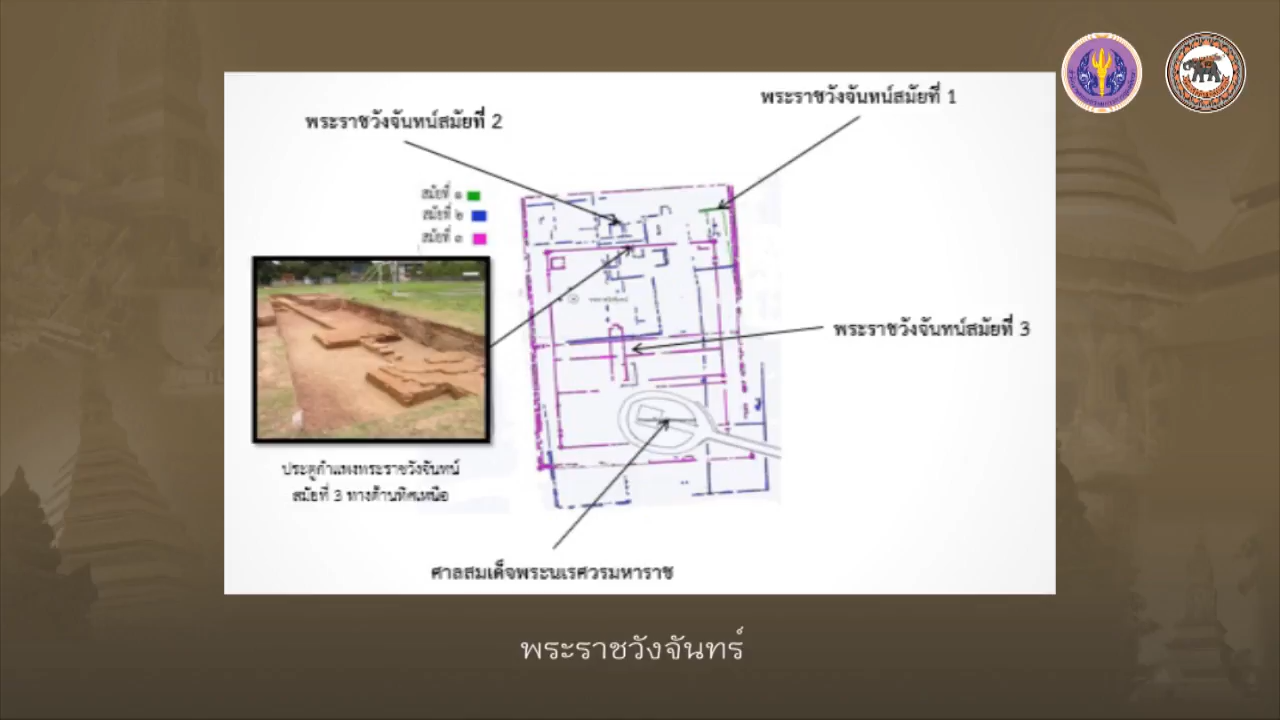 พระราชวังจันทน์สมัยที่ 1
พระราชวังจันทน์สมัยที่ 2
สมัยที่ ๑
สมัยที่ ๒
สมัยที่ ๓
พระราชวังจันทน์สมัยที่ 3
ประตูกำแพงพระราชวังจันทน์
สมัยที่ 3 ทางด้านทิศเหนือ
ศาลสมเด็จพระนเรศวรมหาราช
พระราชวังจันทร์